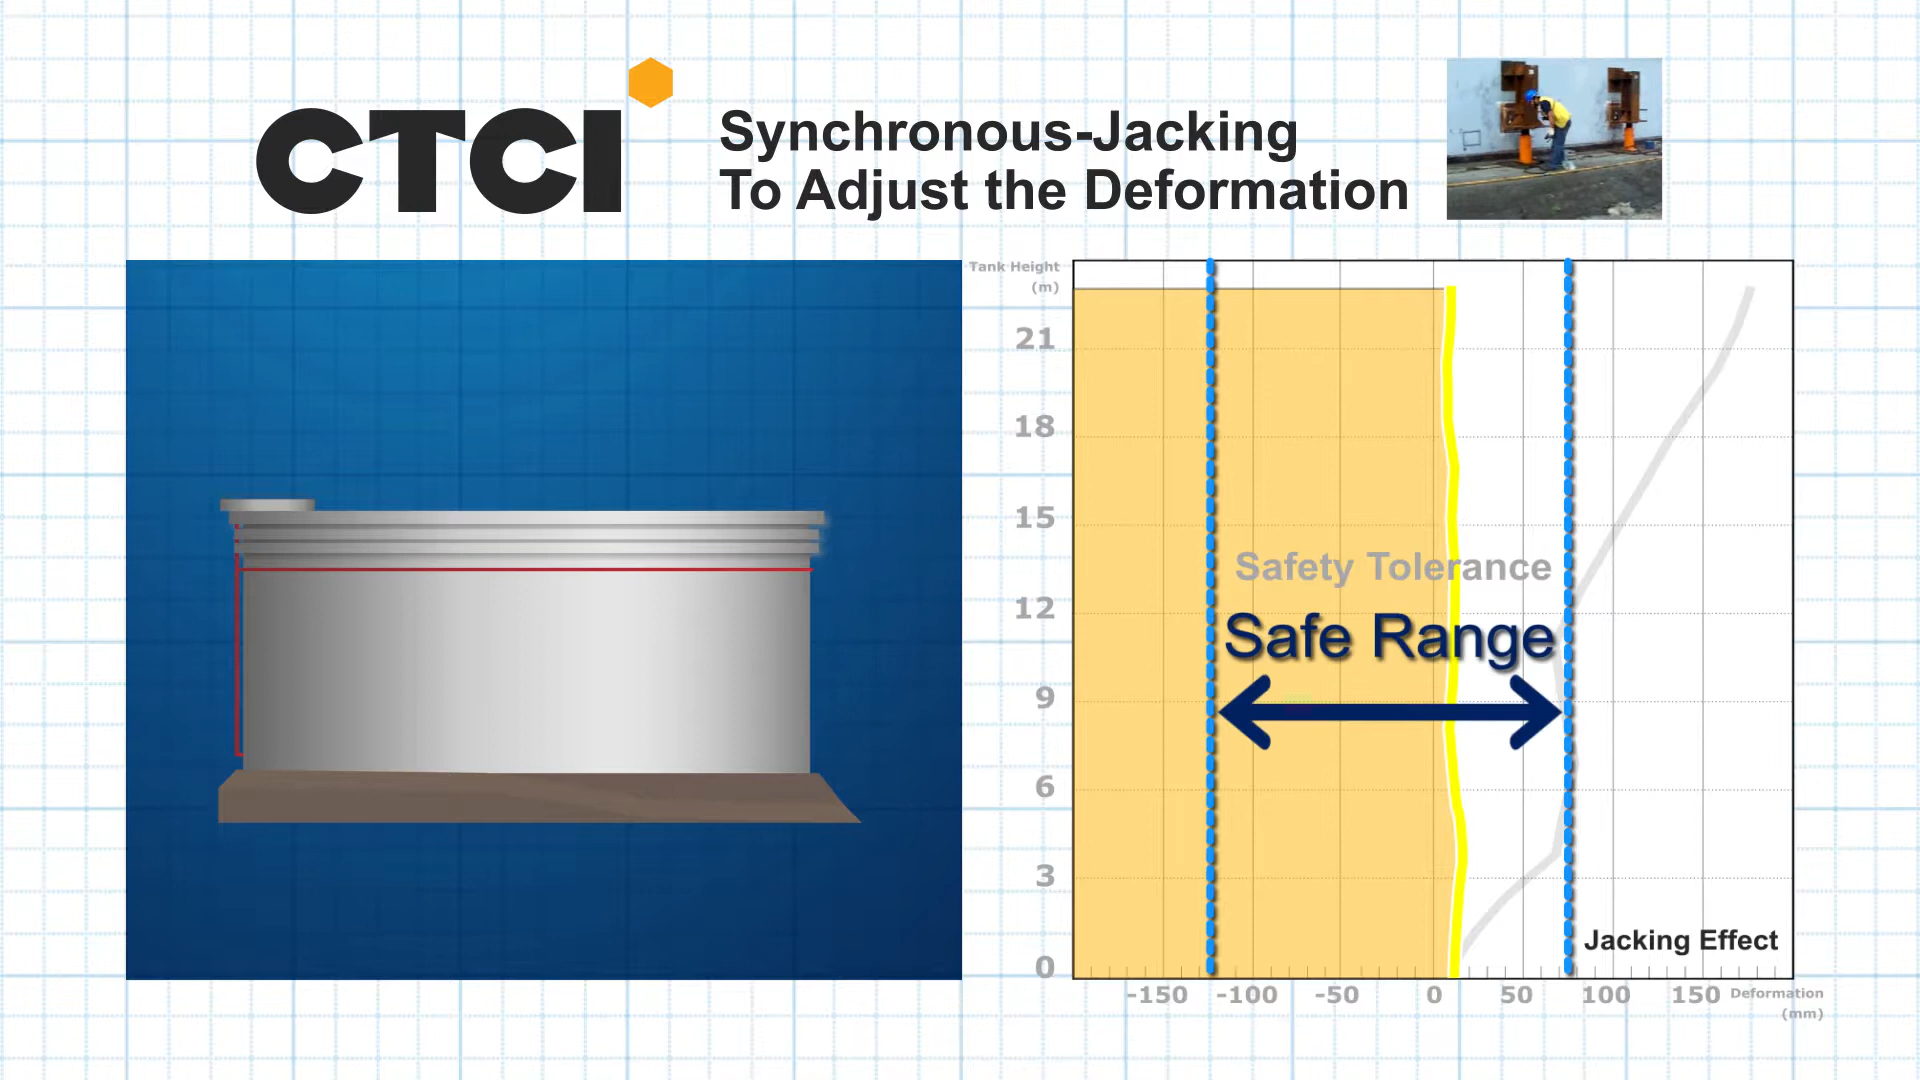 CTCI
Synchronous-Jacking
To Adjust the Deformation
Tank Height
(m)
21
18
15
12
9
6
3
0
Safety Tolerance
Safe Range
Jacking Effect
-150 -100 -50 0 50 100 150 Deformation
(mm)